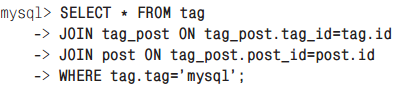 mysql> SELECT * FROM tag
-> JOIN tag_post ON tag_post.tag_id=tag.id
-> JOIN post ON tag_post.post_id=post.id
-> WHERE tag.tag='mysql';